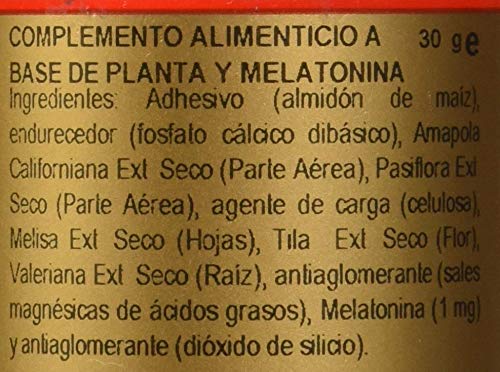 COMPLEMENTO ALIMENTICIO A 30 g e
BASE DE PLANTA Y MELATONINA
Ingredientes: Adhesivo (almidón de maíz),
endurecedor (fosfato cálcico dibásico), Amapola
Californiana Ext Seco (Parte Aérea), Pasiflora Ext
Seco (Parte Aérea), agente de carga (celulosa),
Melisa Ext Seco (Hojas), Tila Ext Seco (Flor),
Valeriana Ext Seco (Raíz), antiaglomerante (sales
magnésicas de ácidos grasos), Melatonina (1 mg)
y antiaglomerante (dióxido de silicio).